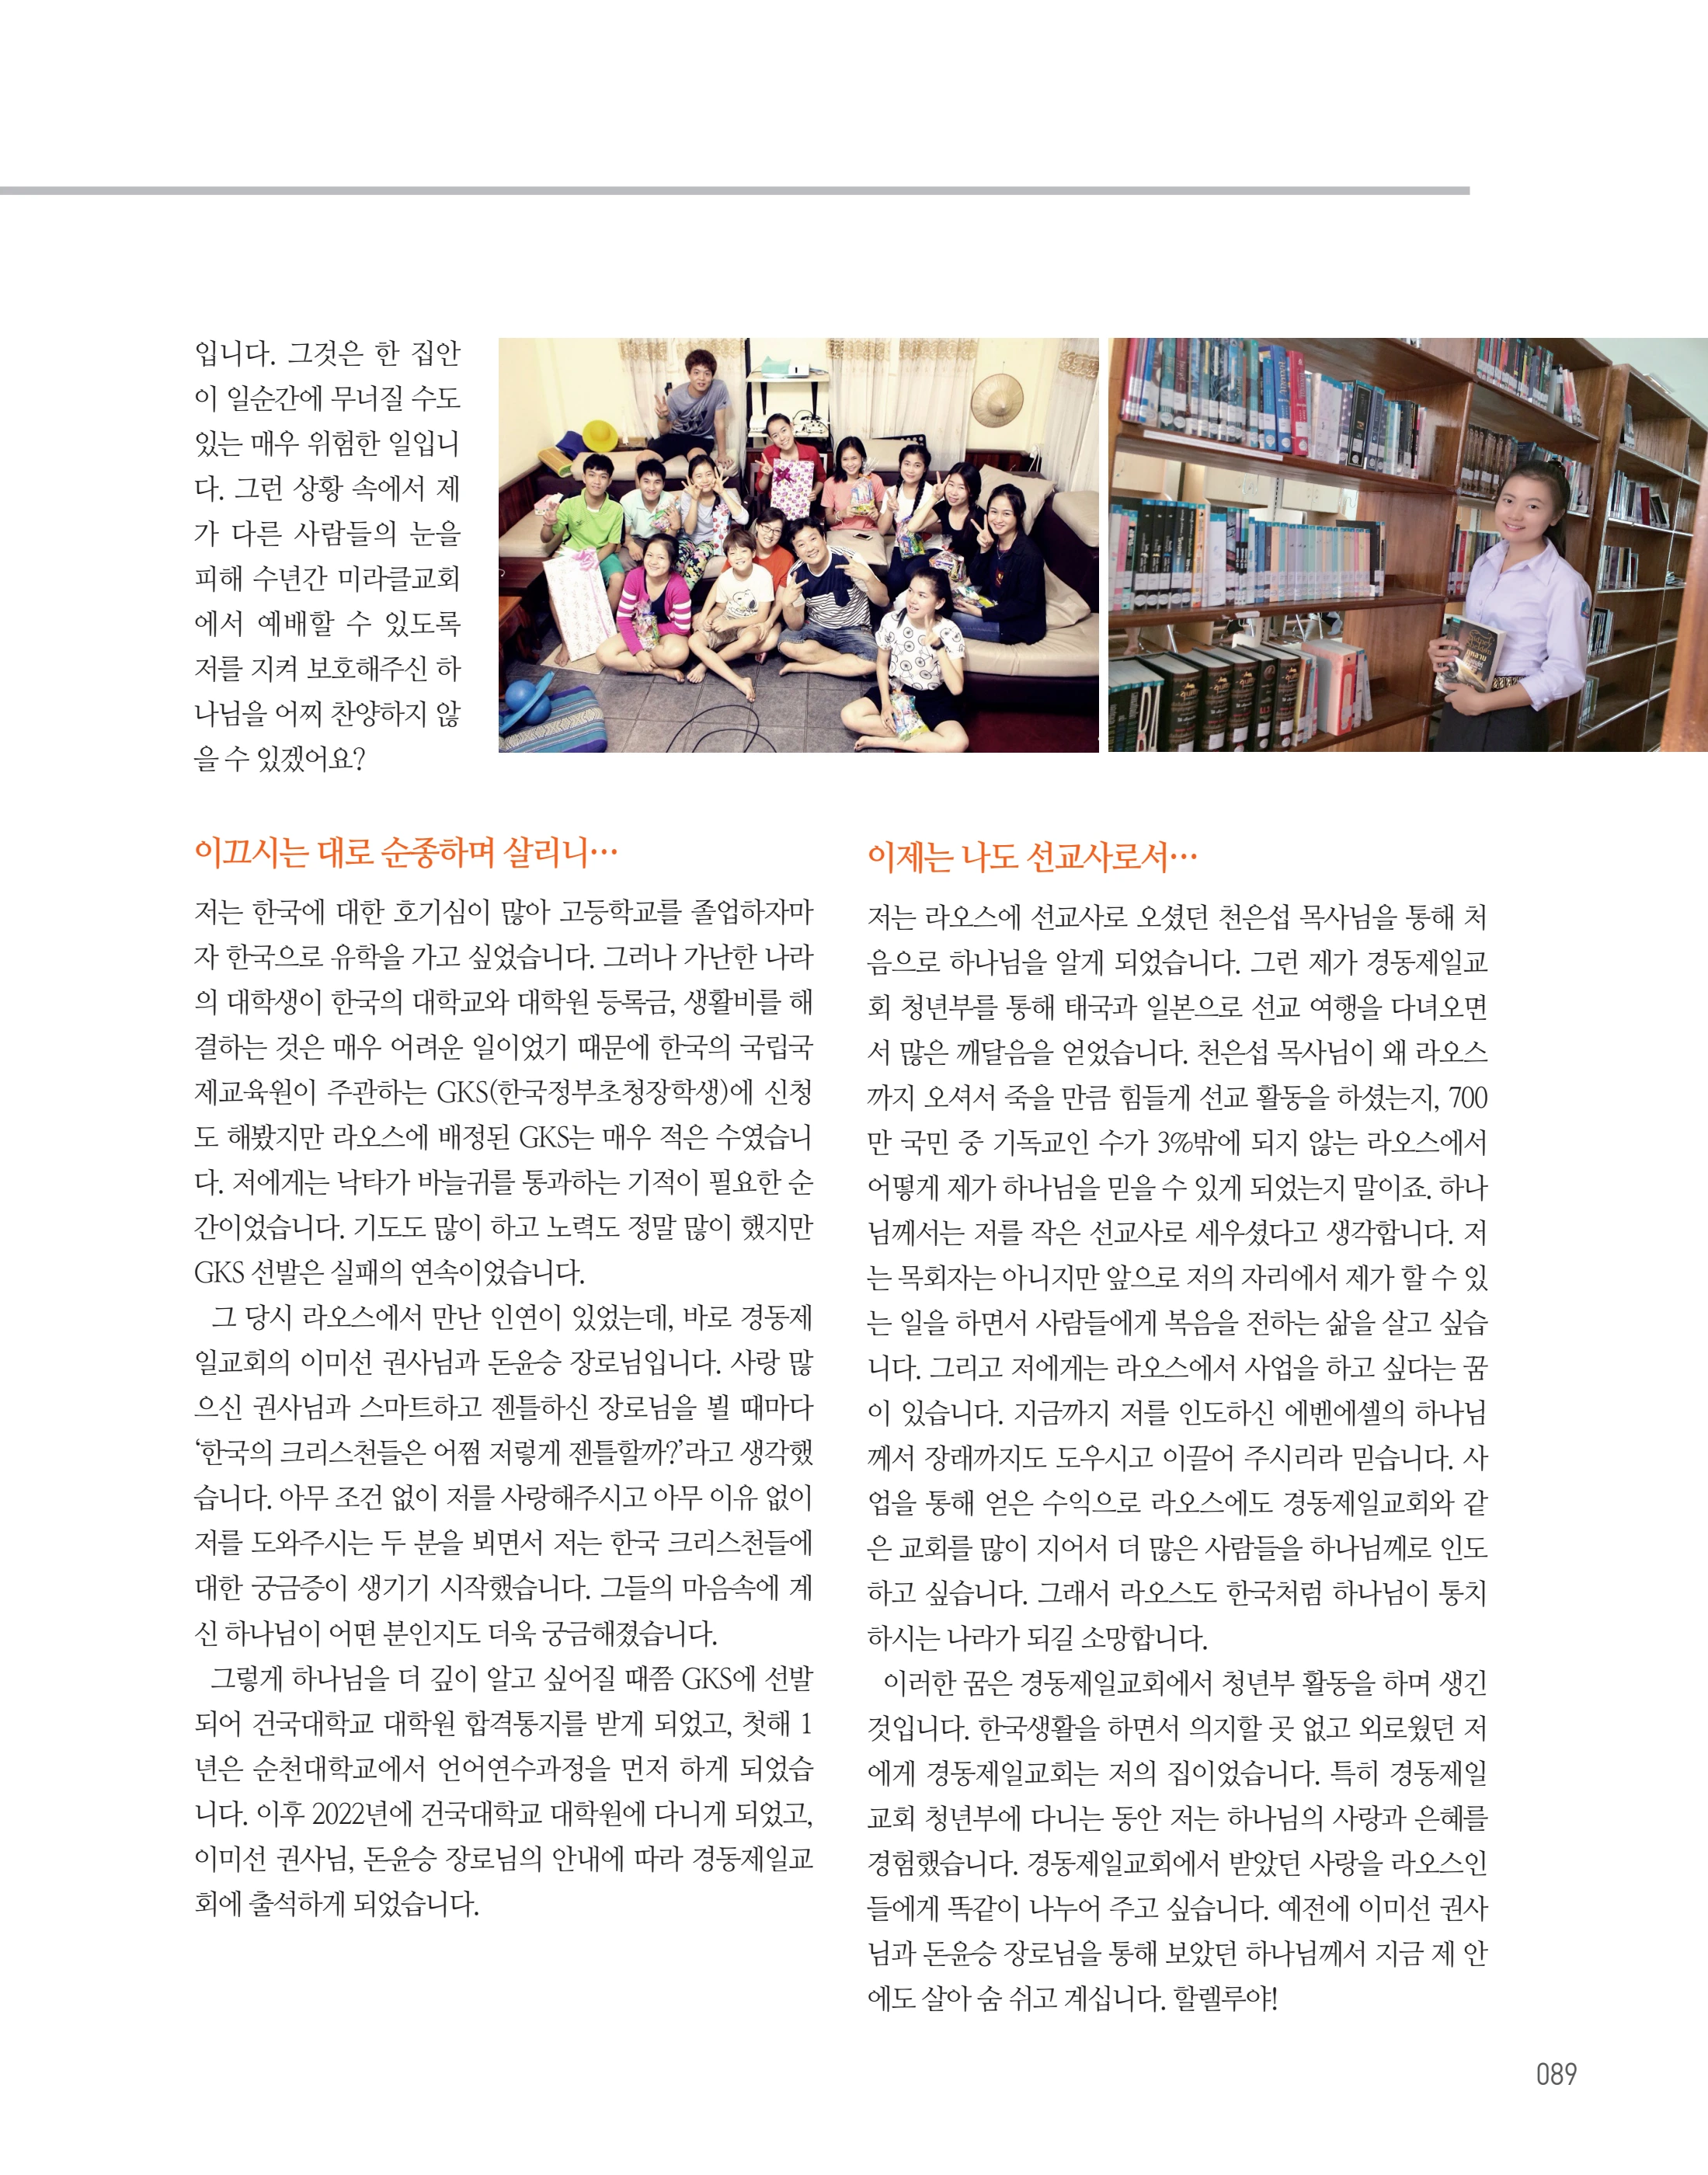 입니다. 그것은 한 집안
이 일순간에 무너질 수도
있는 매우 위험한 일입니
다. 그런 상황 속에서 제
가 다른 사람들의 눈을
피해 수년간 미라클교회
에서 예배할 수 있도록
저를 지켜 보호해주신 하
나님을 어찌 찬양하지 않
을 수 있겠어요?
이끄시는 대로 순종하며 살리니…
저는 한국에 대한 호기심이 많아 고등학교를 졸업하자마
자 한국으로 유학을 가고 싶었습니다. 그러나 가난한 나라
의 대학생이 한국의 대학교와 대학원 등록금, 생활비를 해
결하는 것은 매우 어려운 일이었기 때문에 한국의 국립국
제교육원이 주관하는 GKS(한국정부초청장학생)에 신청
도 해봤지만 라오스에 배정된 GKS는 매우 적은 수였습니
다. 저에게는 낙타가 바늘귀를 통과하는 기적이 필요한 순
간이었습니다. 기도도 많이 하고 노력도 정말 많이 했지만
GKS 선발은 실패의 연속이었습니다.
그 당시 라오스에서 만난 인연이 있었는데, 바로 경동제
일교회의 이미선 권사님과 돈윤승 장로님입니다. 사랑 많
으신 권사님과 스마트하고 젠틀하신 장로님을 뵐 때마다
‘한국의 크리스천들은 어쩜 저렇게 젠틀할까?’라고 생각했
습니다. 아무 조건 없이 저를 사랑해주시고 아무 이유 없이
저를 도와주시는 두 분을 뵈면서 저는 한국 크리스천들에
대한 궁금증이 생기기 시작했습니다. 그들의 마음속에 계
신 하나님이 어떤 분인지도 더욱 궁금해졌습니다.
그렇게 하나님을 더 깊이 알고 싶어질 때쯤 GKS에 선발
되어 건국대학교 대학원 합격통지를 받게 되었고, 첫해 1
년은 순천대학교에서 언어연수과정을 먼저 하게 되었습
니다. 이후 2022년에 건국대학교 대학원에 다니게 되었고,
이미선 권사님, 돈윤승 장로님의 안내에 따라 경동제일교
회에 출석하게 되었습니다.
이제는 나도 선교사로서…
저는 라오스에 선교사로 오셨던 천은섭 목사님을 통해 처
음으로 하나님을 알게 되었습니다. 그런 제가 경동제일교
회 청년부를 통해 태국과 일본으로 선교 여행을 다녀오면
서 많은 깨달음을 얻었습니다. 천은섭 목사님이 왜 라오스
까지 오셔서 죽을 만큼 힘들게 선교 활동을 하셨는지, 700
만 국민 중 기독교인 수가 3%밖에 되지 않는 라오스에서
어떻게 제가 하나님을 믿을 수 있게 되었는지 말이죠. 하나
님께서는 저를 작은 선교사로 세우셨다고 생각합니다. 저
는 목회자는 아니지만 앞으로 저의 자리에서 제가 할 수 있
는 일을 하면서 사람들에게 복음을 전하는 삶을 살고 싶습
니다. 그리고 저에게는 라오스에서 사업을 하고 싶다는 꿈
이 있습니다. 지금까지 저를 인도하신 에벤에셀의 하나님
께서 장래까지도 도우시고 이끌어 주시리라 믿습니다. 사
업을 통해 얻은 수익으로 라오스에도 경동제일교회와 같
은 교회를 많이 지어서 더 많은 사람들을 하나님께로 인도
하고 싶습니다. 그래서 라오스도 한국처럼 하나님이 통치
하시는 나라가 되길 소망합니다.
이러한 꿈은 경동제일교회에서 청년부 활동을 하며 생긴
것입니다. 한국생활을 하면서 의지할 곳 없고 외로웠던 저
에게 경동제일교회는 저의 집이었습니다. 특히 경동제일
교회 청년부에 다니는 동안 저는 하나님의 사랑과 은혜를
경험했습니다. 경동제일교회에서 받았던 사랑을 라오스인
들에게 똑같이 나누어 주고 싶습니다. 예전에 이미선 권사
님과 돈윤승 장로님을 통해 보았던 하나님께서 지금 제 안
에도 살아 숨 쉬고 계십니다. 할렐루야!
089